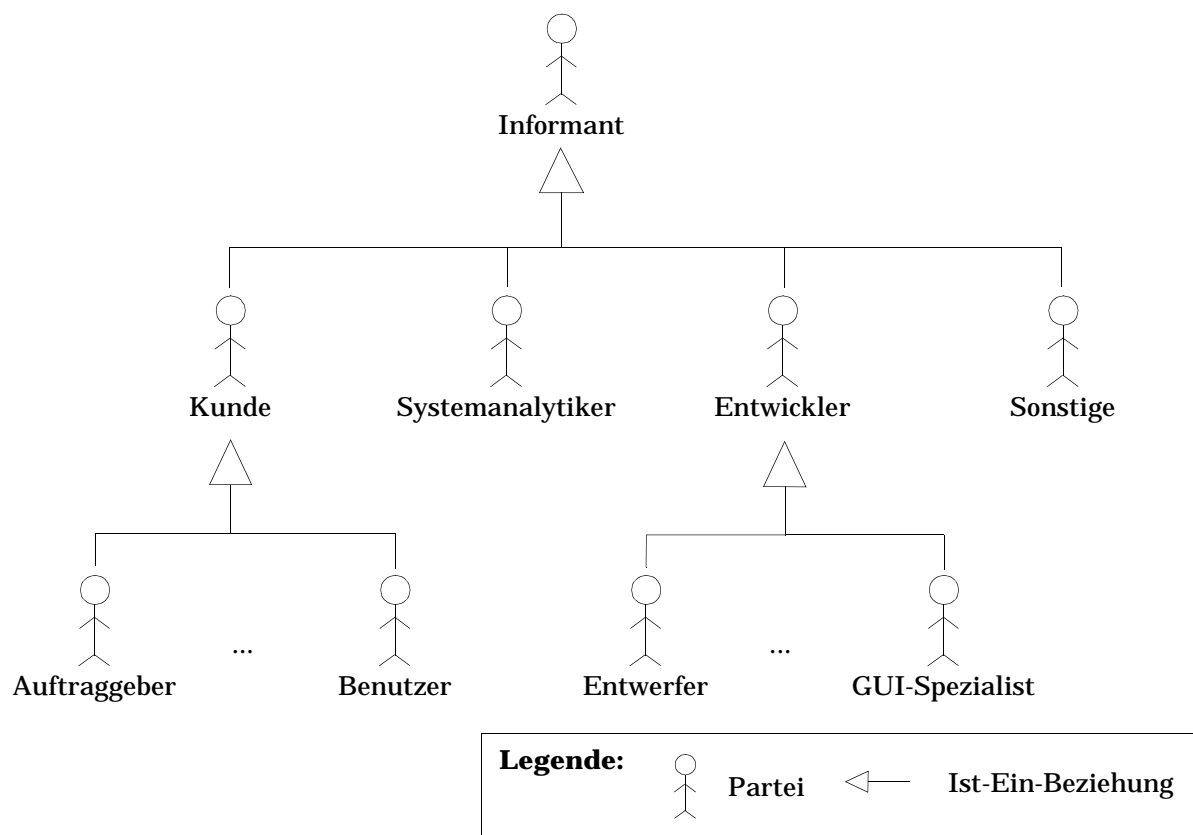 Informant
Kunde Systemanalytiker Entwickler Sonstige
... ...
Auftraggeber Benutzer Entwerfer GUI-Spezialist
Legende: Partei Ist-Ein-Beziehung